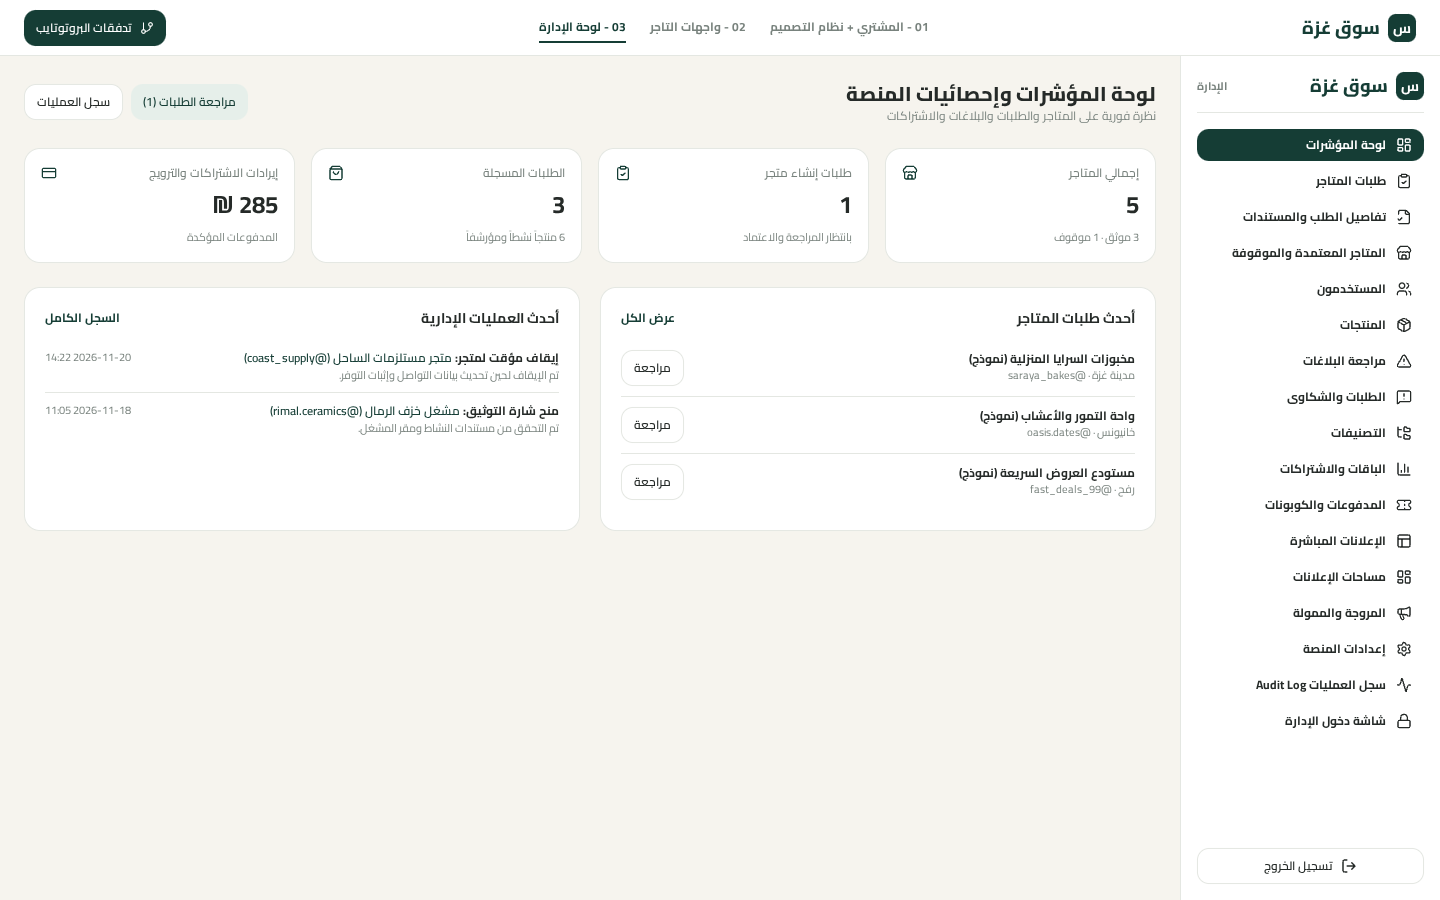 س سوق غزة
01 - المشتري + نظام التصميم
02 - واجهات التاجر
03 - لوحة الإدارة
تدفقات البروتوتايب
س سوق غزة
الإدارة
لوحة المؤشرات
طلبات المتاجر
تفاصيل الطلب والمستندات
المتاجر المعتمدة والموقوفة
المستخدمون
المنتجات
مراجعة البلاغات
الطلبات والشكاوى
التصنيفات
الباقات والاشتراكات
المدفوعات والكوبونات
الإعلانات المباشرة
مساحات الإعلانات
المروجة والممولة
إعدادات المنصة
سجل العمليات Audit Log
شاشة دخول الإدارة
تسجيل الخروج
لوحة المؤشرات وإحصائيات المنصة
نظرة فورية على المتاجر والطلبات والبلاغات والاشتراكات
مراجعة الطلبات (1)
سجل العمليات
إجمالي المتاجر
5
3 موثق · 1 موقوف
طلبات إنشاء متجر
1
بانتظار المراجعة والاعتماد
الطلبات المسجلة
3
6 منتجاً نشطاً ومؤرشفاً
إيرادات الاشتراكات والترويج
285 ₪
المدفوعات المؤكدة
أحدث طلبات المتاجر
عرض الكل
مخبوزات السرايا المنزلية (نموذج)
مدينة غزة · @saraya_bakes
مراجعة
واحة التمور والأعشاب (نموذج)
خانيونس · @oasis.dates
مراجعة
مستودع العروض السريعة (نموذج)
رفح · @fast_deals_99
مراجعة
أحدث العمليات الإدارية
السجل الكامل
إيقاف مؤقت لمتجر: متجر مستلزمات الساحل (@coast_supply)
2026-11-20 14:22
تم الإيقاف لحين تحديث بيانات التواصل وإثبات التوفر.
منح شارة التوثيق: مشغل خزف الرمال (@rimal.ceramics)
2026-11-18 11:05
تم التحقق من مستندات النشاط ومقر المشغل.